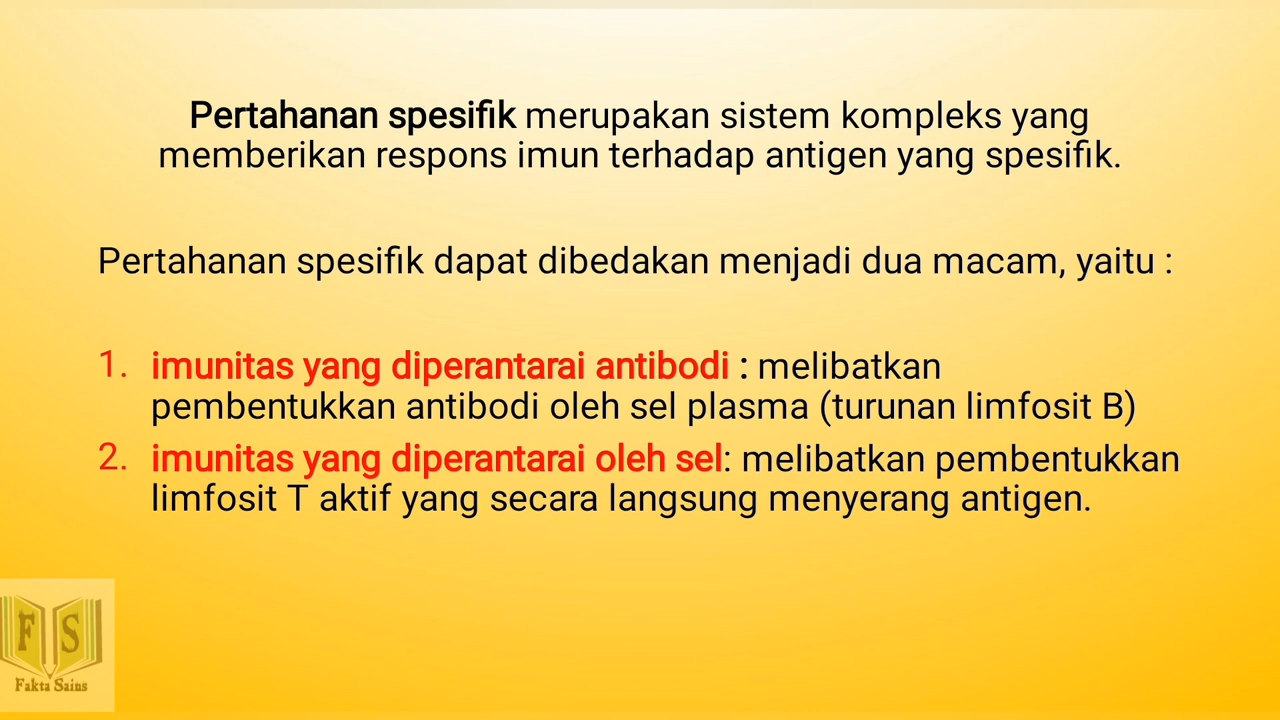 Pertahanan spesifik merupakan sistem kompleks yang
memberikan respons imun terhadap antigen yang spesifik.
Pertahanan spesifik dapat dibedakan menjadi dua macam, yaitu :
1. imunitas yang diperantarai antibodi : melibatkan
pembentukkan antibodi oleh sel plasma (turunan limfosit B)
2. imunitas yang diperantarai oleh sel: melibatkan pembentukkan
limfosit T aktif yang secara langsung menyerang antigen.
F S
Fakta Sains